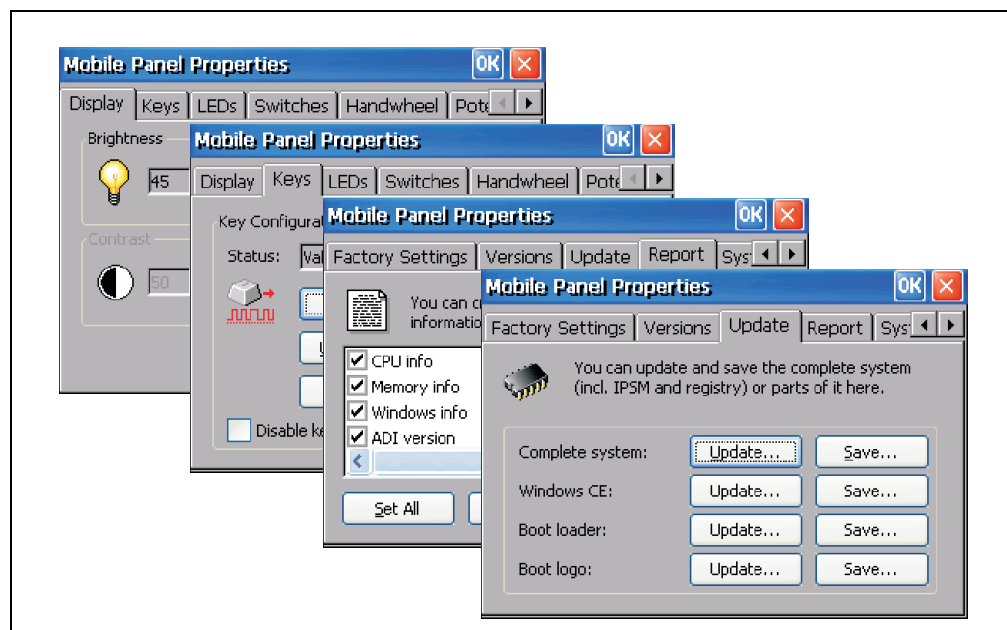 Mobile Panel Properties OK
Display Keys LEDs Switches Handwheel
Brightness
45
Contrast
50
Mobile Panel Properties OK
Display Keys LEDs Switches Handwheel
Key
Status:
Disable
Mobile Panel Properties OK
Factory Settings Versions Update Report
You can
CPU info
Memory info
Windows info
ADI version
Set All
Mobile Panel Properties OK
Factory Settings Versions Update Report
You can update and save the complete system
(incl. IPSM and registry) or parts of it here.
Complete system: Update... Save...
Windows CE: Update... Save...
Boot loader: Update... Save...
Boot logo: Update... Save...